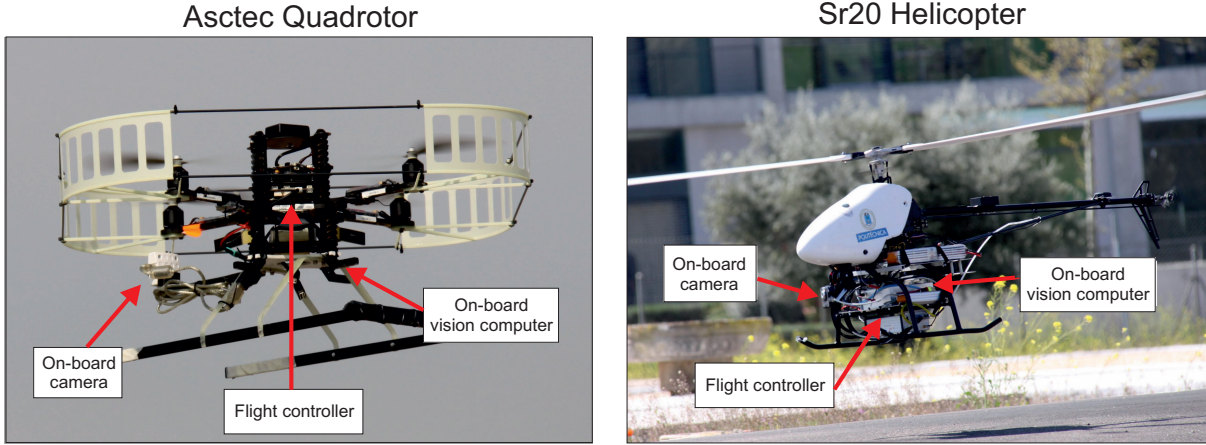 Asctec Quadrotor
Sr20 Helicopter
On-board
camera
Flight controller
On-board
vision computer
On-board
camera
Flight controller
On-board
vision computer
POLITECNICA